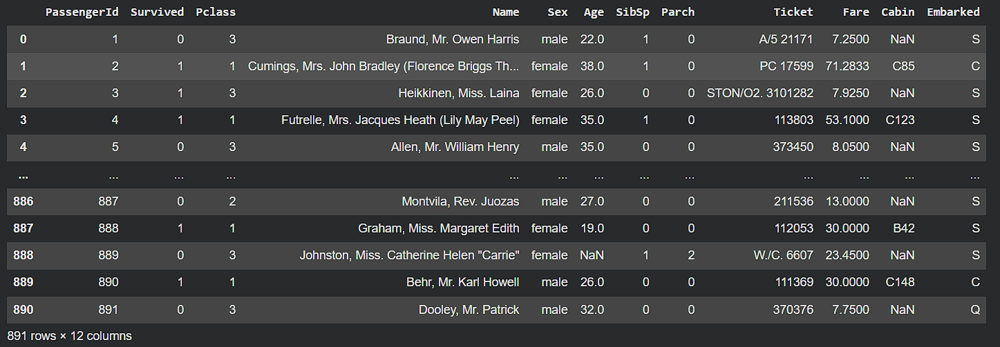 PassengerId Survived Pclass Name Sex Age SibSp Parch Ticket Fare Cabin Embarked
0 1 0 3 Braund, Mr. Owen Harris male 22.0 1 0 A/5 21171 7.2500 NaN S
1 2 1 1 Cumings, Mrs. John Bradley (Florence Briggs Th... female 38.0 1 0 PC 17599 71.2833 C85 C
2 3 1 3 Heikkinen, Miss. Laina female 26.0 0 0 STON/O2. 3101282 7.9250 NaN S
3 4 1 1 Futrelle, Mrs. Jacques Heath (Lily May Peel) female 35.0 1 0 113803 53.1000 C123 S
4 5 0 3 Allen, Mr. William Henry male 35.0 0 0 373450 8.0500 NaN S
... ... ... ... ... ... ... ... ... ... ... ... ...
886 887 0 2 Montvila, Rev. Juozas male 27.0 0 0 211536 13.0000 NaN S
887 888 1 1 Graham, Miss. Margaret Edith female 19.0 0 0 112053 30.0000 B42 S
888 889 0 3 Johnston, Miss. Catherine Helen "Carrie" female NaN 1 2 W./C. 6607 23.4500 NaN S
889 890 1 1 Behr, Mr. Karl Howell male 26.0 0 0 111369 30.0000 C148 C
890 891 0 3 Dooley, Mr. Patrick male 32.0 0 0 370376 7.7500 NaN Q
891 rows × 12 columns